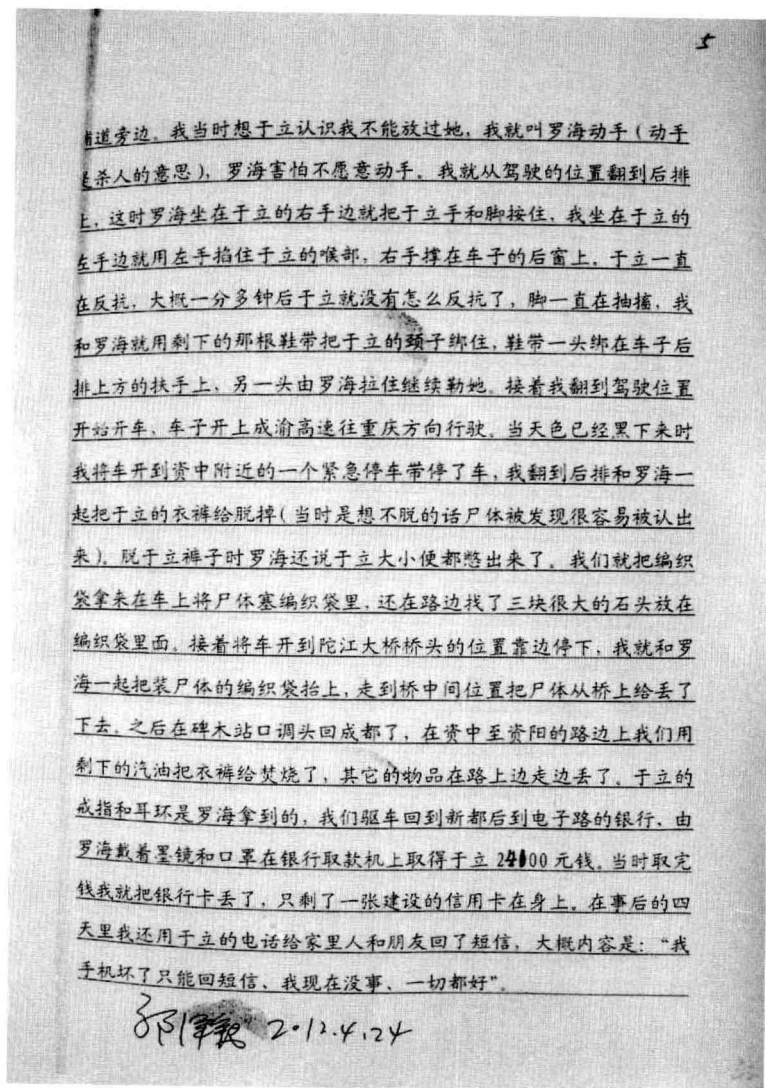 5
道旁边。我当时想于立认识我不能放过她，我就叫罗海动手（动手
是杀人的意思），罗海害怕不愿意动手。我就从驾驶的位置翻到后排
上，这时罗海坐在于立的右手边就把于立手和脚按住，我坐在于立的
左手边就用左手掐住于立的喉部，右手撑在车子的后窗上，于立一直
在反抗，大概一分多钟后于立就没有怎么反抗了，脚一直在抽搐，我
和罗海就用剩下的那根鞋带把于立的颈子绑住，鞋带一头绑在车子后
排上方的扶手上，另一头由罗海拉住继续勒她。接着我翻到驾驶位置
开始开车、车子开上成渝高速往重庆方向行驶。当天色已经黑下来时
我将车开到资中附近的一个紧急停车带停了车，我翻到后排和罗海一
起把于立的衣裤给脱掉（当时是想不脱的话尸体被发现很容易被认出
来）。脱于立裤子时罗海还说于立大小便都憋出来了。我们就把编织
袋拿来在车上将尸体塞编织袋里，还在路边找了三块很大的石头放在
编织袋里面。接着将车开到陀江大桥桥头的位置靠边停下，我就和罗
海一起把装尸体的编织袋抬上，走到桥中间位置把尸体从桥上给丢了
下去。之后在碑木站口调头回成都了，在资中至资阳的路边上我们用
剩下的汽油把衣裤给焚烧了，其它的物品在路上边走边丢了。于立的
戒指和耳环是罗海拿到的，我们驱车回到新都后到电子路的银行，由
罗海戴着墨镜和口罩在银行取款机上取得于立 24000 元钱。当时取完
钱我就把银行卡丢了，只剩了一张建设的信用卡在身上。在事后的四
天里我还用于立的电话给家里人和朋友回了短信，大概内容是：“我
手机坏了只能回短信、我现在没事、一切都好”。
2012.4.24